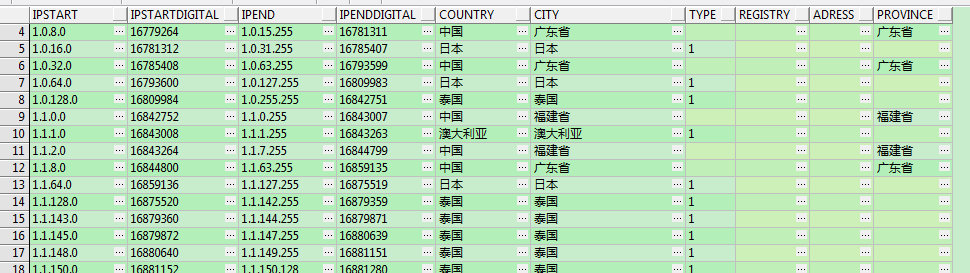 IPSTART IPSTARTDIGITAL IPEND IPENDDIGITAL COUNTRY CITY TYPE REGISTRY ADRESS PROVINCE
4 1.0.8.0 16779264 1.0.15.255 16781311 中国 广东省 广东省
5 1.0.16.0 16781312 1.0.31.255 16785407 日本 日本 1
6 1.0.32.0 16785408 1.0.63.255 16793599 中国 广东省 广东省
7 1.0.64.0 16793600 1.0.127.255 16809983 日本 日本 1
8 1.0.128.0 16809984 1.0.255.255 16842751 泰国 泰国 1
9 1.1.0.0 16842752 1.1.0.255 16843007 中国 福建省 福建省
10 1.1.1.0 16843008 1.1.1.255 16843263 澳大利亚 澳大利亚 1
11 1.1.2.0 16843264 1.1.7.255 16844799 中国 福建省 福建省
12 1.1.8.0 16844800 1.1.63.255 16859135 中国 广东省 广东省
13 1.1.64.0 16859136 1.1.127.255 16875519 日本 日本 1
14 1.1.128.0 16875520 1.1.142.255 16879359 泰国 泰国 1
15 1.1.143.0 16879360 1.1.144.255 16879871 泰国 泰国 1
16 1.1.145.0 16879872 1.1.147.255 16880639 泰国 泰国 1
17 1.1.148.0 16880640 1.1.149.255 16881151 泰国 泰国 1
18 1.1.150.0 16881152 1.1.150.128 16881280 泰国 泰国 1